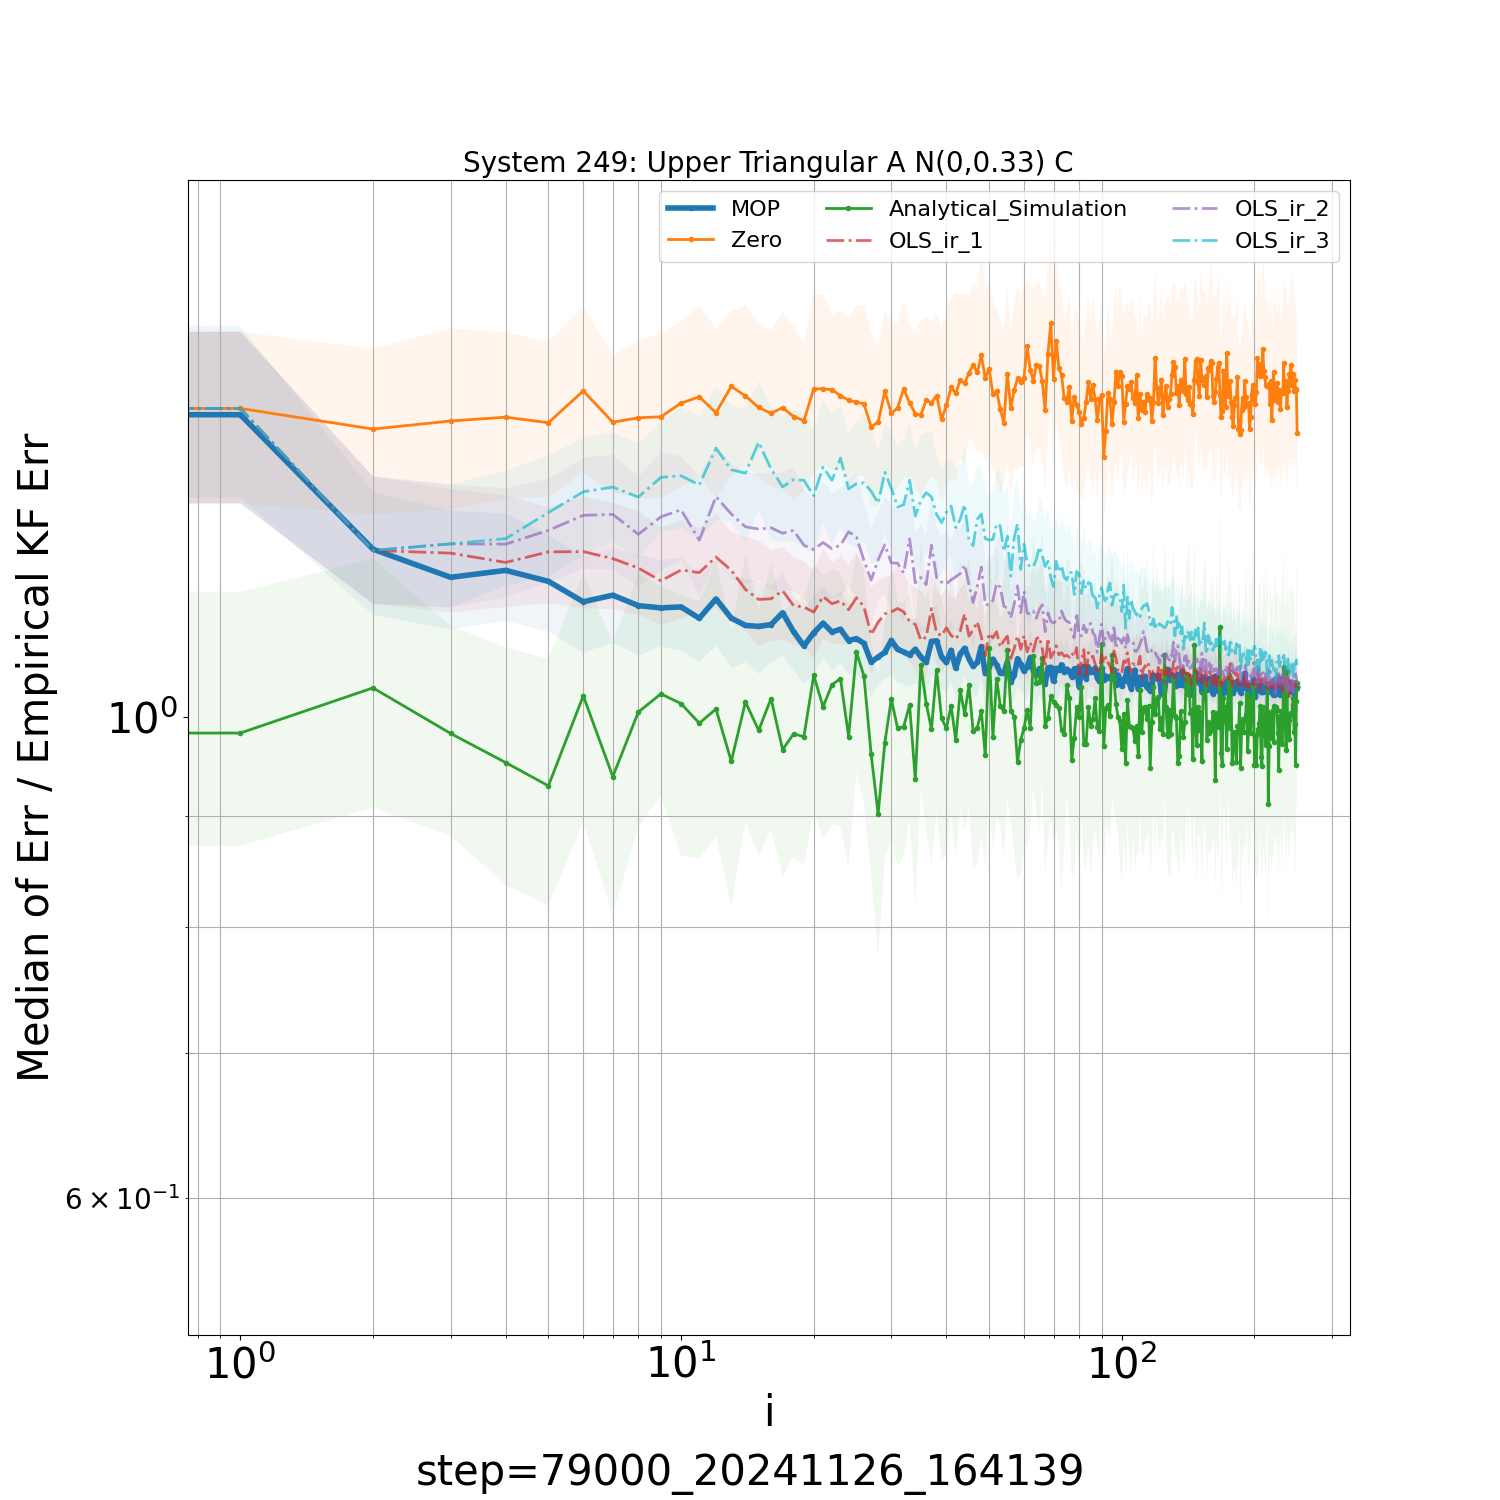 System 249: Upper Triangular A N(0,0.33) C
MOP
Zero
Analytical_Simulation
OLS_ir_1
OLS_ir_2
OLS_ir_3
Median of Err / Empirical KF Err
10⁰
6 × 10⁻¹
10⁰ 10¹ 10²
i
step=79000_20241126_164139